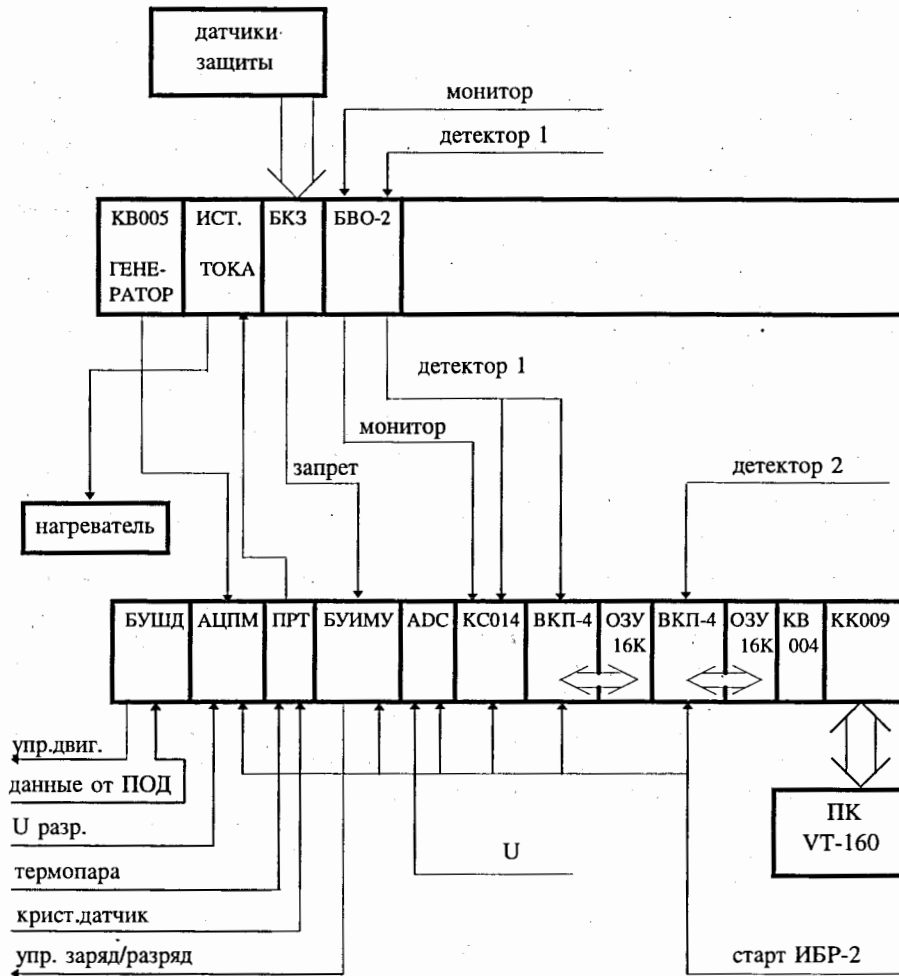 датчики
защиты
монитор
детектор 1
КВ005
ГЕНЕ-
РАТОР
ИСТ.
ТОКА
БКЗ
БВО-2
детектор 1
монитор
запрет
детектор 2
нагреватель
БУШД
АЦПМ
ПРТ
БУИМУ
ADC
КС014
ВКП-4
ОЗУ
16К
ВКП-4
ОЗУ
16К
КВ
004
КК009
упр.двиг.
данные от ПОД
U разр.
термопара
крист.датчик
упр. заряд/разряд
U
ПК
VT-160
старт ИБР-2